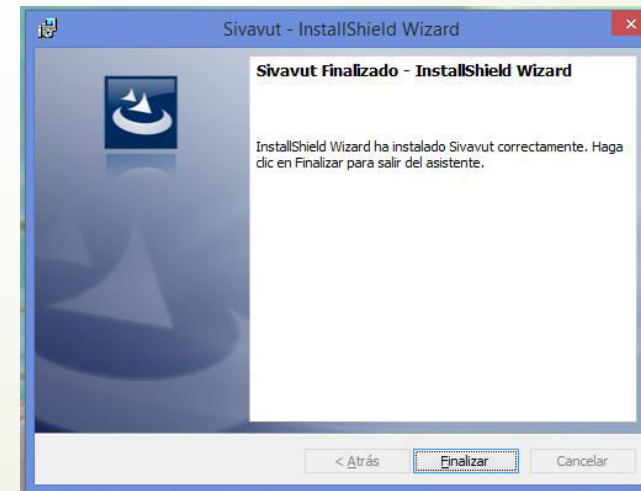 Sivavut - InstallShield Wizard
Sivavut Finalizado - InstallShield Wizard
InstallShield Wizard ha instalado Sivavut correctamente. Haga
clic en Finalizar para salir del asistente.
< Atrás Finalizar Cancelar